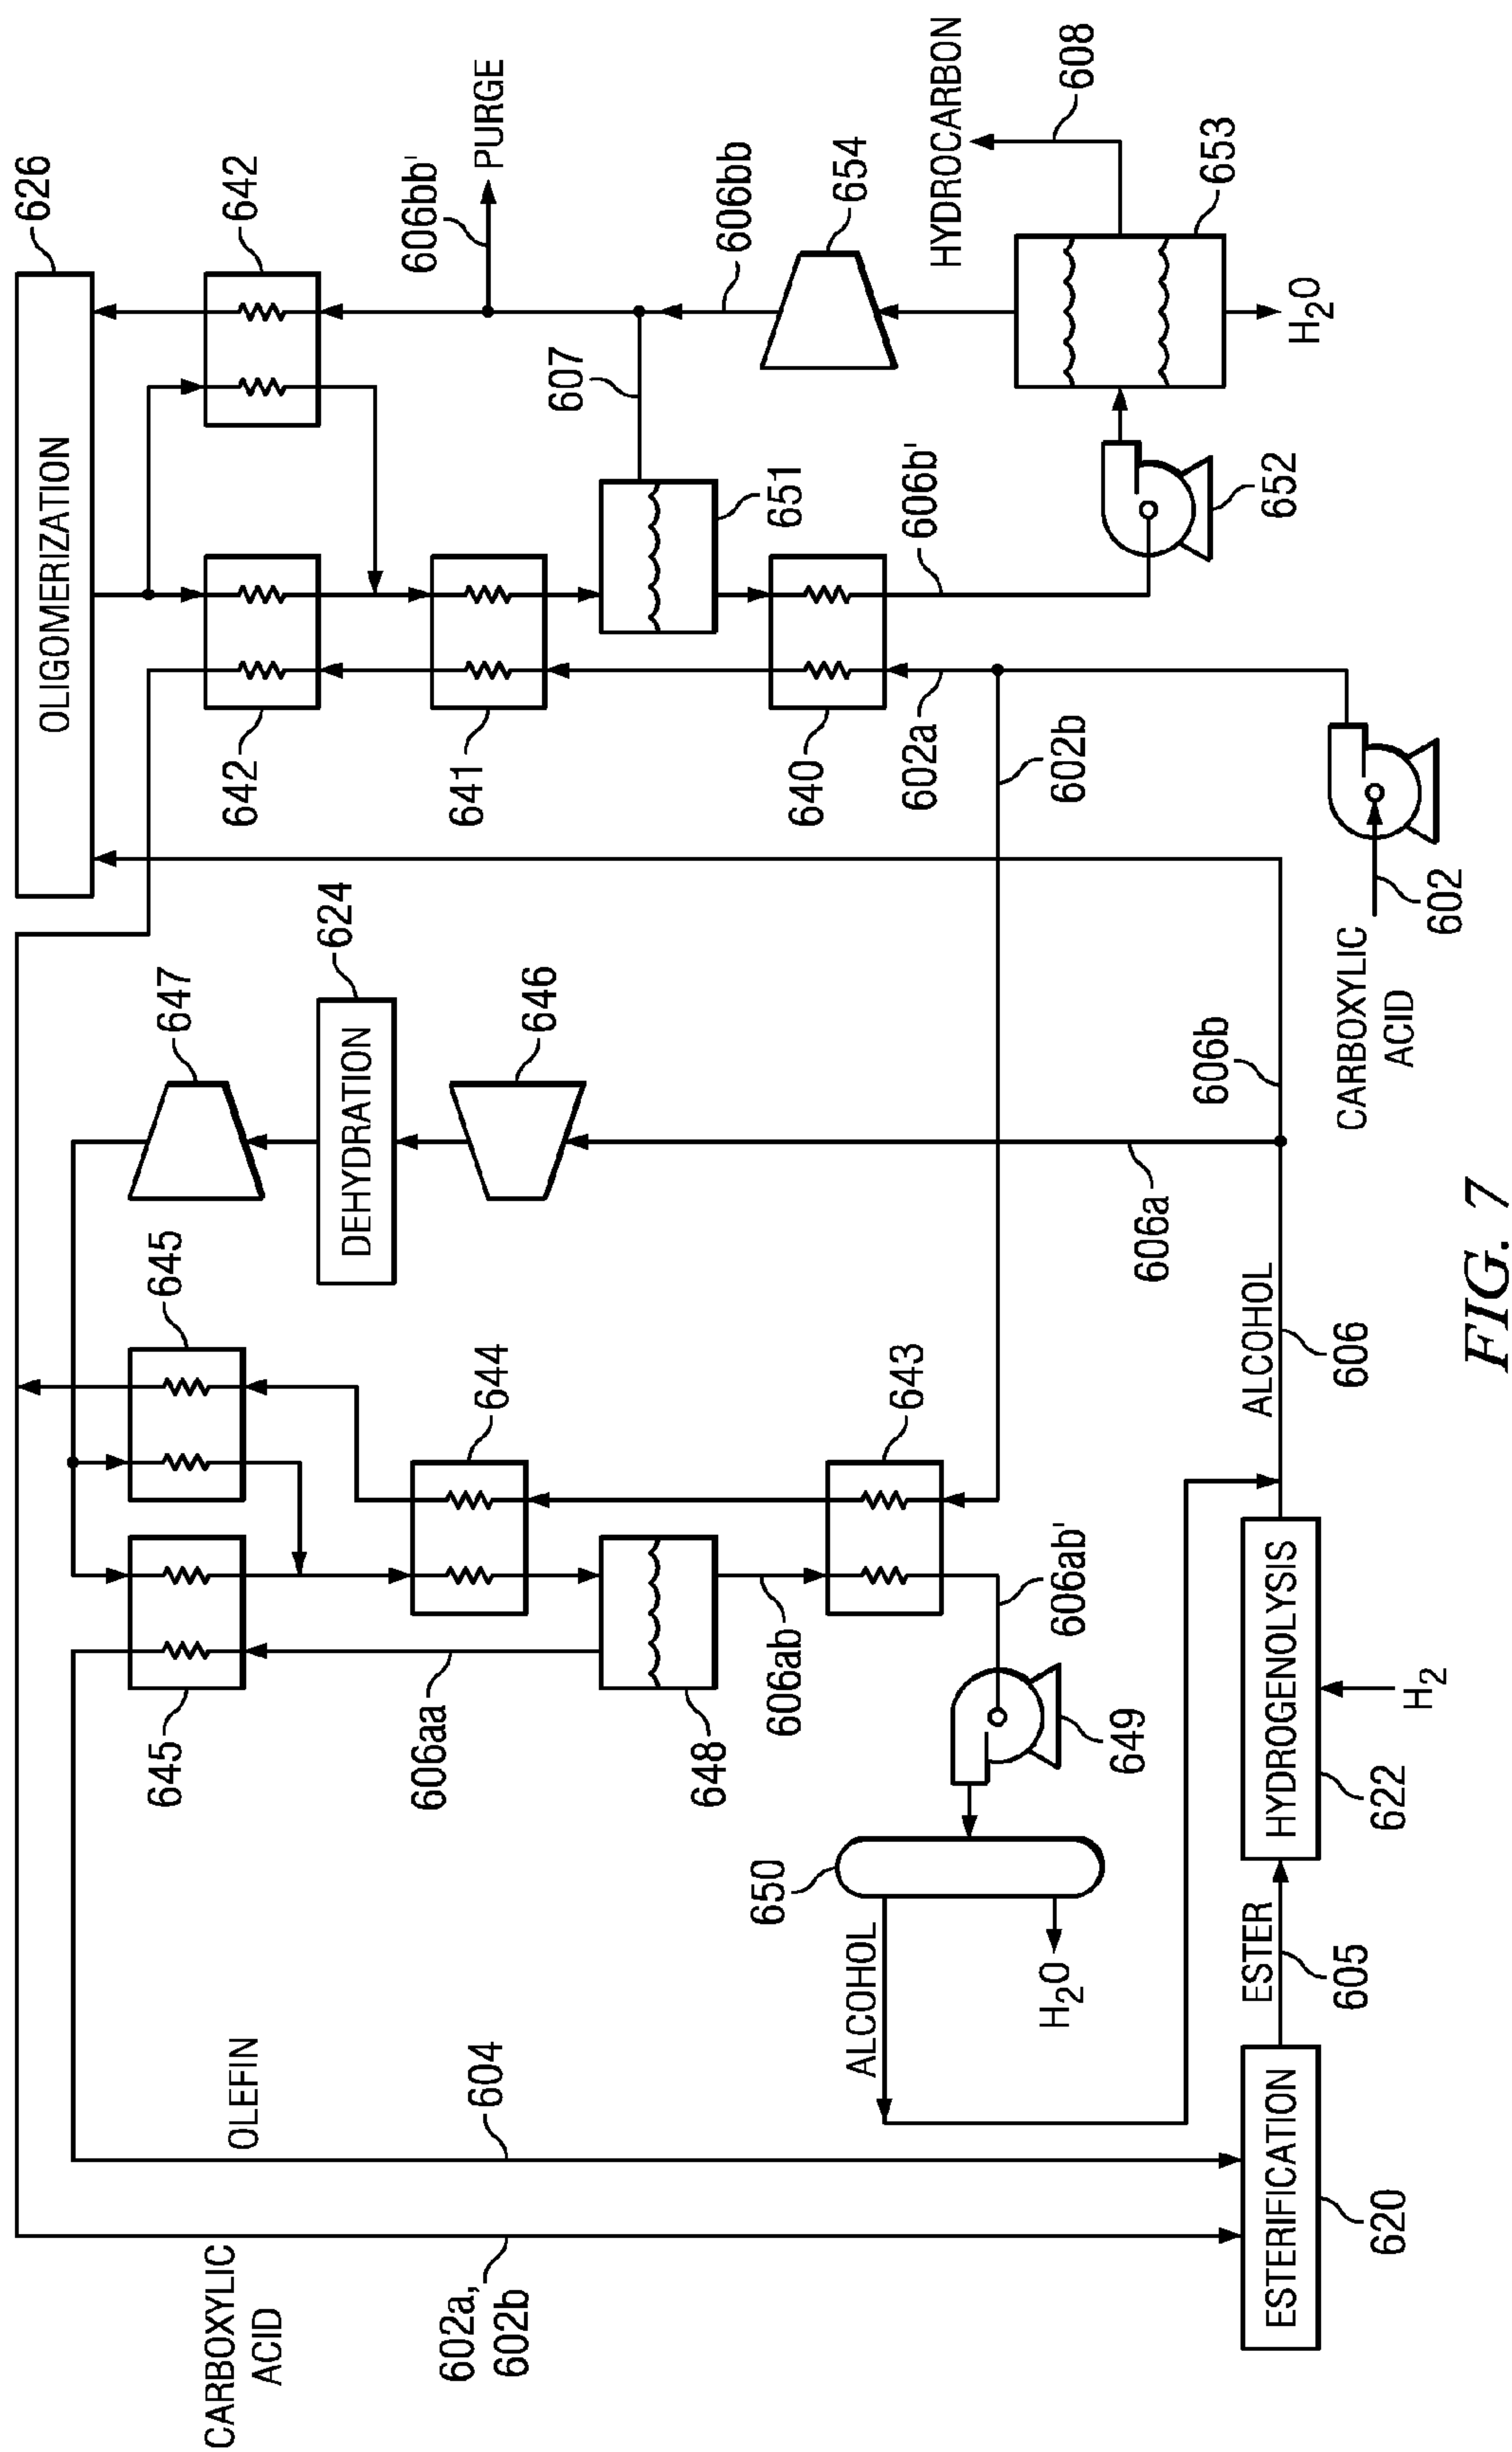 626
OLIGOMERIZATION
642
642
606bb'
PURGE
641
607
651
606bb
654
HYDROCARBON
608
653
H2O
640
606b'
652
602a
602b
602
CARBOXYLIC
ACID
647
624
DEHYDRATION
646
606b
606a
645
645
644
643
606aa
648
606ab
606ab'
649
650
ALCOHOL
H2O
ALCOHOL
606
HYDROGENOLYSIS
622
H2
ESTER
605
OLEFIN
604
CARBOXYLIC
ACID
602a,
602b
ESTERIFICATION
620
FIG. 7